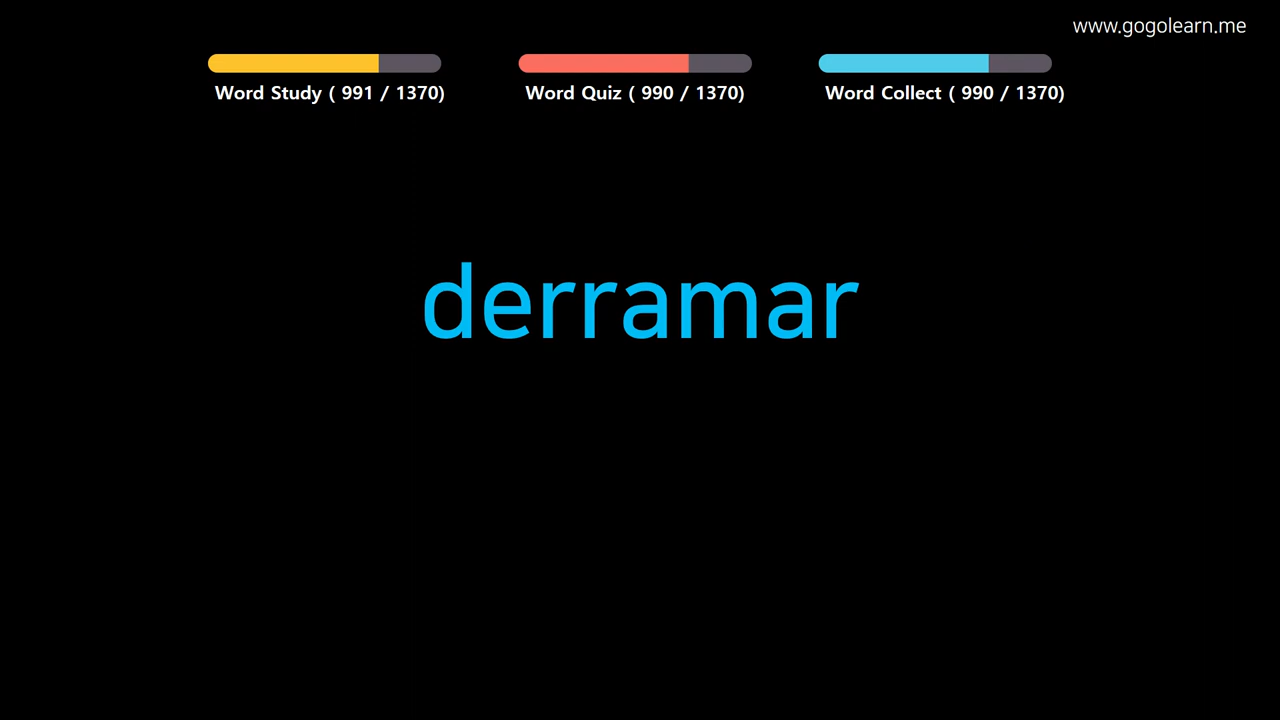 www.gogolearn.me
Word Study ( 991 / 1370)
Word Quiz ( 990 / 1370)
Word Collect ( 990 / 1370)
derramar